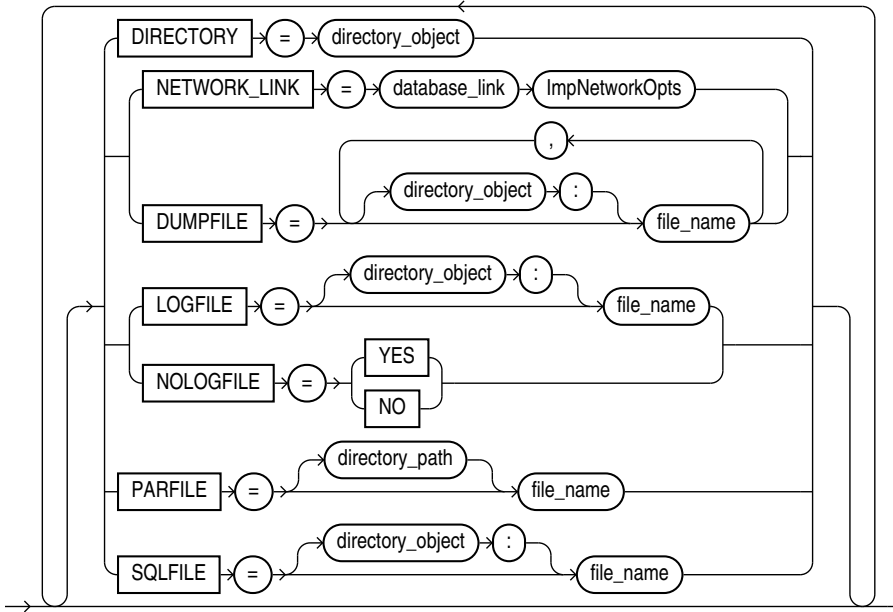 DIRECTORY = directory_object
NETWORK_LINK = database_link ImpNetworkOpts
,
directory_object :
DUMPFILE = file_name
directory_object :
LOGFILE = file_name
YES
NOLOGFILE =
NO
directory_path
PARFILE = file_name
directory_object :
SQLFILE = file_name